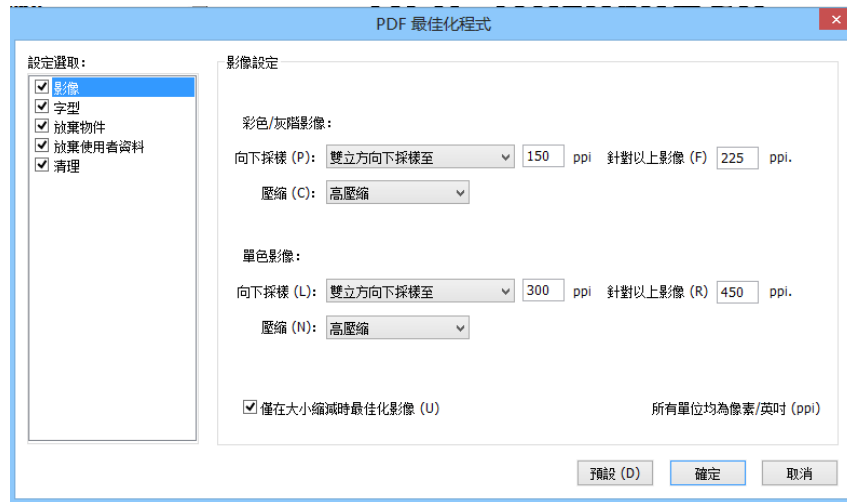 PDF 最佳化程式
設定選取:
影像
字型
放棄物件
放棄使用者資料
清理
影像設定
彩色/灰階影像:
向下採樣 (P): 雙立方向下採樣至 150 ppi 針對以上影像 (F) 225 ppi.
壓縮 (C): 高壓縮
單色影像:
向下採樣 (L): 雙立方向下採樣至 300 ppi 針對以上影像 (R) 450 ppi.
壓縮 (N): 高壓縮
僅在大小縮減時最佳化影像 (U) 所有單位均為像素/英吋 (ppi)
預設 (D) 確定 取消